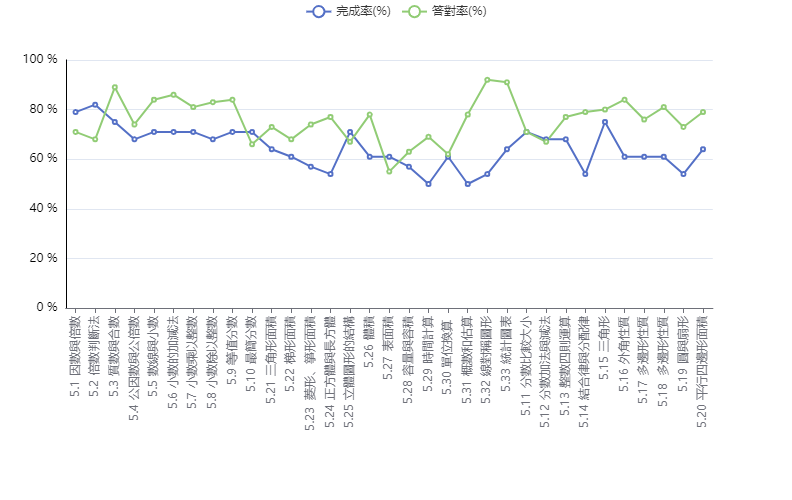 完成率(%) 答對率(%)
100 %
80 %
60 %
40 %
20 %
0 %
5.1 因數與倍數
5.2 倍數判斷法
5.3 質數與合數
5.4 公因數與公倍數
5.5 數線與小數
5.6 小數的加減法
5.7 小數乘以整數
5.8 小數除以整數
5.9 等值分數
5.10 最簡分數
5.21 三角形面積
5.22 梯形面積
5.23 菱形、箏形面積
5.24 正方體與長方體
5.25 立體圖形的結構
5.26 體積
5.27 表面積
5.28 容量與容積
5.29 時間計算
5.30 單位換算
5.31 概數和估算
5.32 線對稱圖形
5.33 統計圖表
5.11 分數比較大小
5.12 分數加法與減法
5.13 整數四則運算
5.14 結合律與分配律
5.15 三角形
5.16 外角性質
5.17 多邊形性質
5.18 多邊形性質
5.19 圓與扇形
5.20 平行四邊形面積